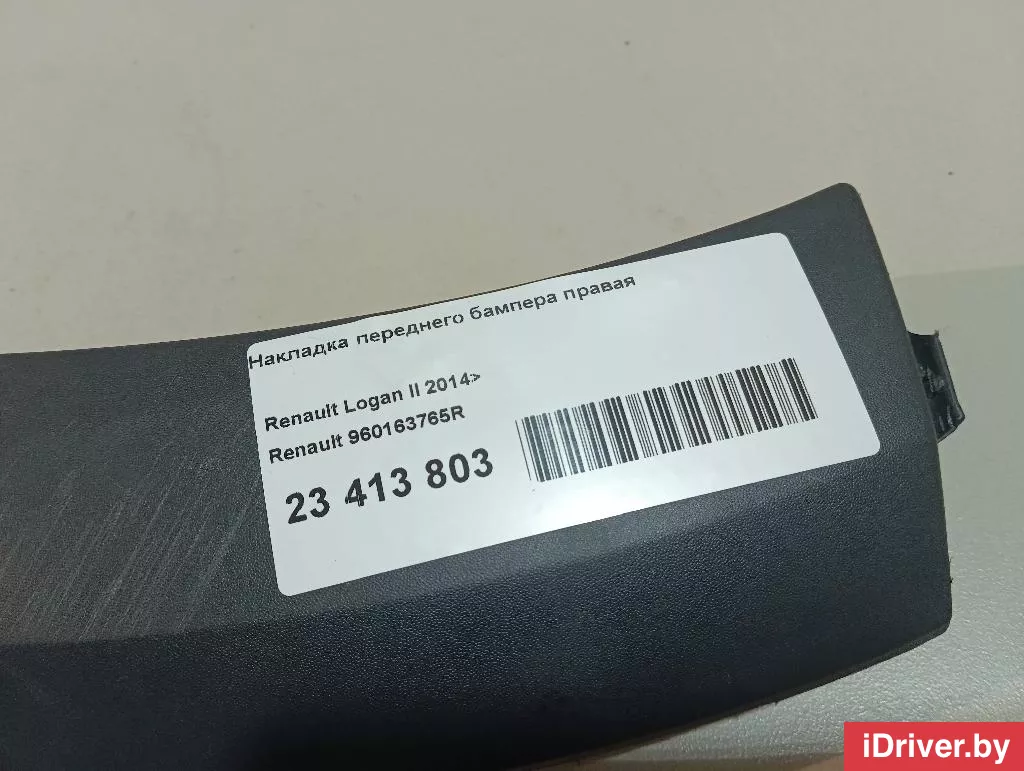 Накладка переднего бампера правая
Renault Logan II 2014>
Renault 960163765R
23 413 803
iDriver.by